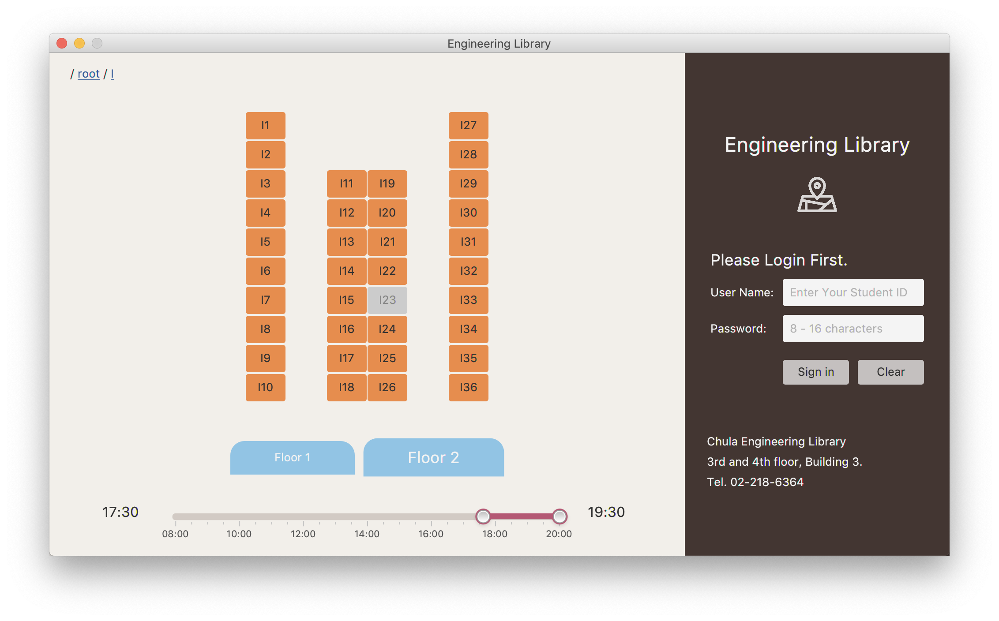 Engineering Library
/ root / I
I1
I2
I3
I4
I5
I6
I7
I8
I9
I10
I11 I19
I12 I20
I13 I21
I14 I22
I15 I23
I16 I24
I17 I25
I18 I26
I27
I28
I29
I30
I31
I32
I33
I34
I35
I36
Floor 1 Floor 2
17:30 19:30
08:00 10:00 12:00 14:00 16:00 18:00 20:00
Engineering Library
Please Login First.
User Name: Enter Your Student ID
Password: 8 - 16 characters
Sign in Clear
Chula Engineering Library
3rd and 4th floor, Building 3.
Tel. 02-218-6364